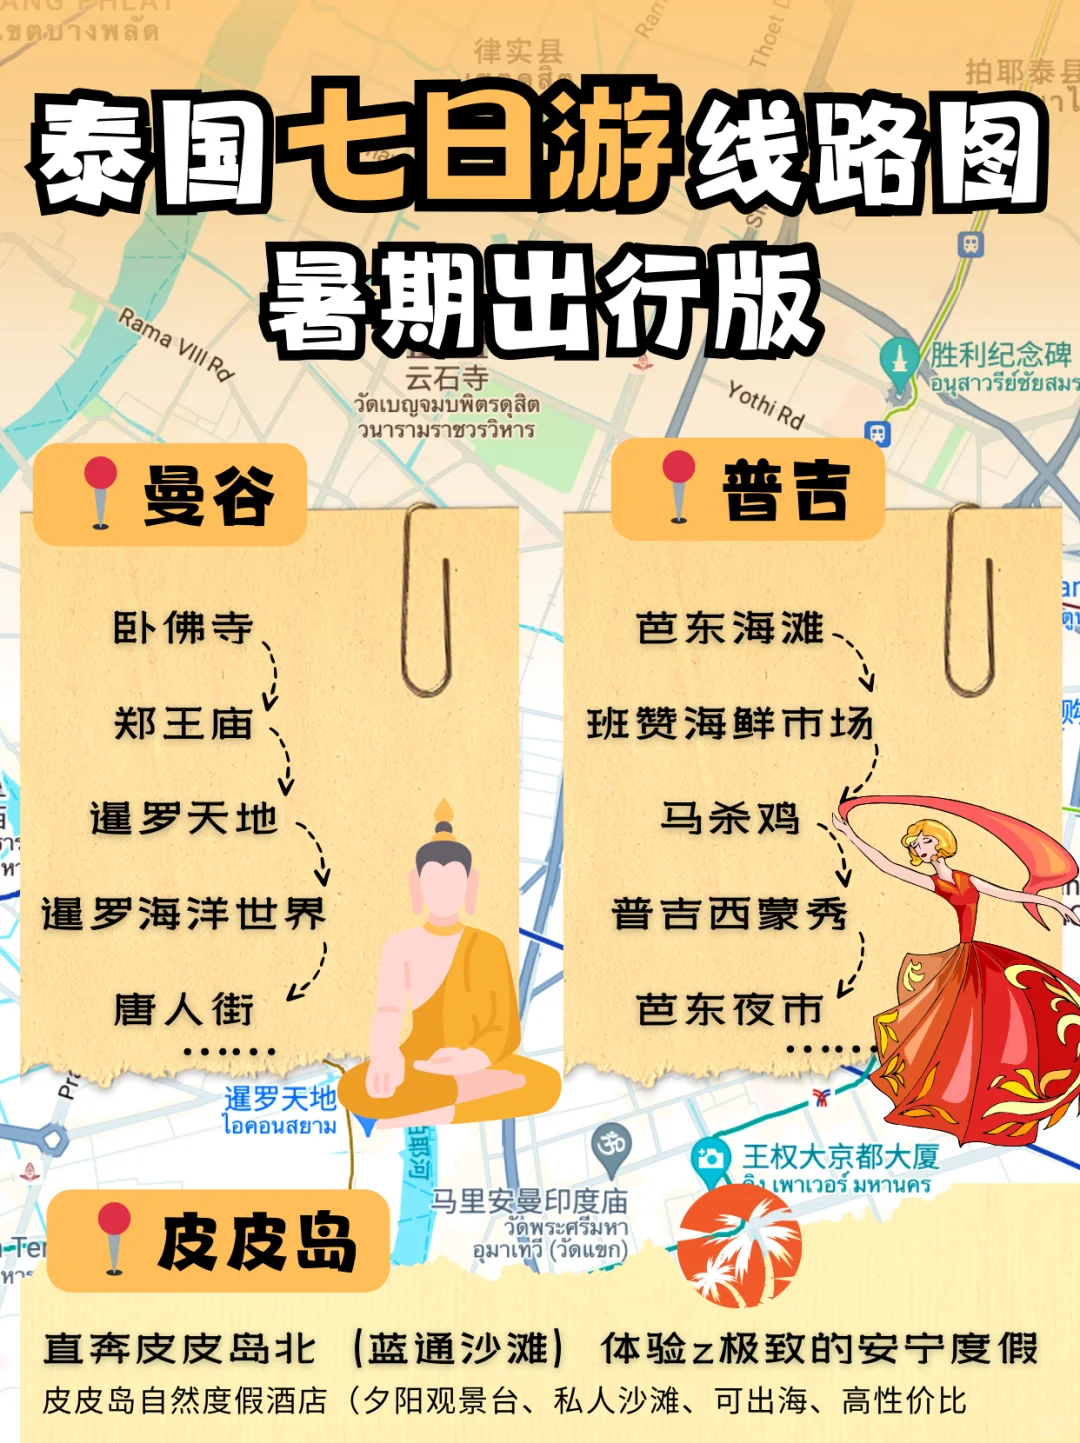 律实县
拍耶泰县
泰国七日游线路图
暑期出行版
Rama VIII Rd
云石寺
วัดเบญจมบพิตรดุสิต
วนารามราชวรวิหาร
Yothi Rd
胜利纪念碑
อนุสาวรีย์ชัยสมร
曼谷
卧佛寺
郑王庙
暹罗天地
暹罗海洋世界
唐人街
......
普吉
芭东海滩
班赞海鲜市场
马杀鸡
普吉西蒙秀
芭东夜市
......
暹罗天地
ไอคอนสยาม
马里安曼印度庙
วัดพระศรีมหา
อุมาเทวี (วัดแขก)
王权大京都大厦
คิง เพาเวอร์ มหานคร
皮皮岛
直奔皮皮岛北（蓝通沙滩）体验z极致的安宁度假
皮皮岛自然度假酒店（夕阳观景台、私人沙滩、可出海、高性价比